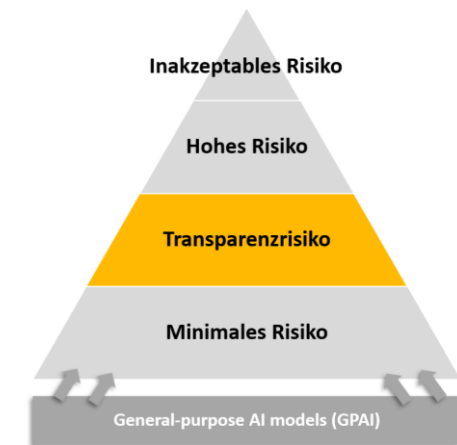 Inakzeptables Risiko
Hohes Risiko
Transparenzrisiko
Minimales Risiko
General-purpose AI models (GPAI)